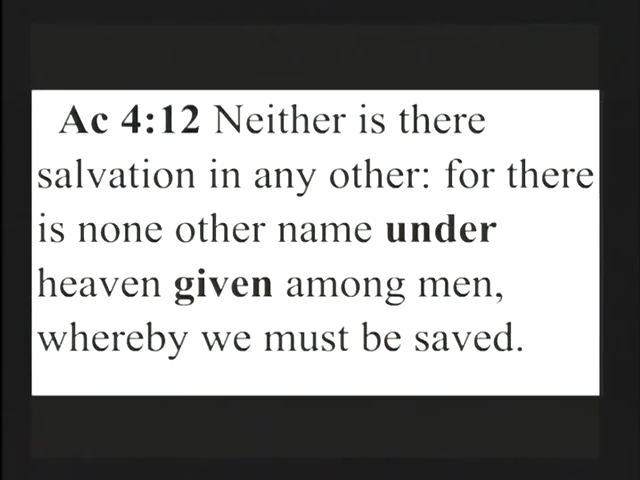 Ac 4:12 Neither is there
salvation in any other: for there
is none other name under
heaven given among men,
whereby we must be saved.